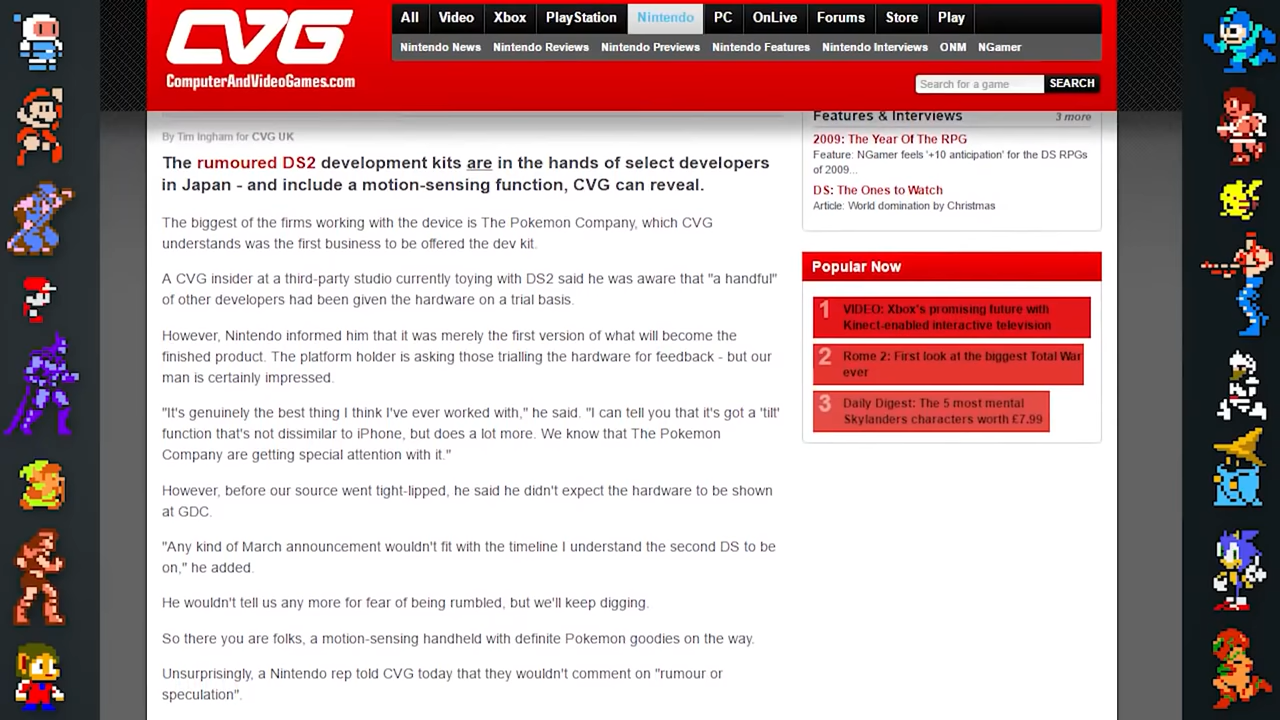 CVG
ComputerAndVideoGames.com
All Video Xbox PlayStation Nintendo PC OnLive Forums Store Play
Nintendo News Nintendo Reviews Nintendo Previews Nintendo Features Nintendo Interviews ONM NGamer
Search for a game SEARCH
By Tim Ingham for CVG UK
The rumoured DS2 development kits are in the hands of select developers
in Japan - and include a motion-sensing function, CVG can reveal.
The biggest of the firms working with the device is The Pokemon Company, which CVG
understands was the first business to be offered the dev kit.
A CVG insider at a third-party studio currently toying with DS2 said he was aware that "a handful"
of other developers had been given the hardware on a trial basis.
However, Nintendo informed him that it was merely the first version of what will become the
finished product. The platform holder is asking those trialling the hardware for feedback - but our
man is certainly impressed.
"It's genuinely the best thing I think I've ever worked with," he said. "I can tell you that it's got a 'tilt'
function that's not dissimilar to iPhone, but does a lot more. We know that The Pokemon
Company are getting special attention with it."
However, before our source went tight-lipped, he said he didn't expect the hardware to be shown
at GDC.
"Any kind of March announcement wouldn't fit with the timeline I understand the second DS to be
on," he added.
He wouldn't tell us any more for fear of being rumbled, but we'll keep digging.
So there you are folks, a motion-sensing handheld with definite Pokemon goodies on the way.
Unsurprisingly, a Nintendo rep told CVG today that they wouldn't comment on "rumour or
speculation".
Features & Interviews 3 more
2009: The Year Of The RPG
Feature: NGamer feels '+10 anticipation' for the DS RPGs
of 2009...
DS: The Ones to Watch
Article: World domination by Christmas
Popular Now
1 VIDEO: Xbox's promising future with
Kinect-enabled interactive television
2 Rome 2: First look at the biggest Total War
ever
3 Daily Digest: The 5 most mental
Skylanders characters worth £7.99